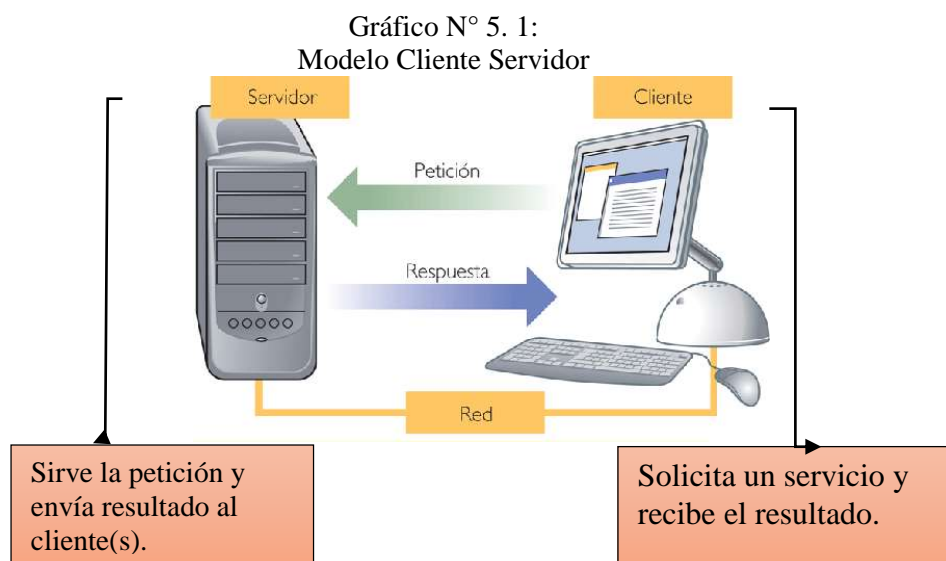 Gráfico N° 5. 1:
Modelo Cliente Servidor
Servidor
Cliente
Petición
Respuesta
Red
Sirve la petición y
envía resultado al
cliente(s).
Solicita un servicio y
recibe el resultado.